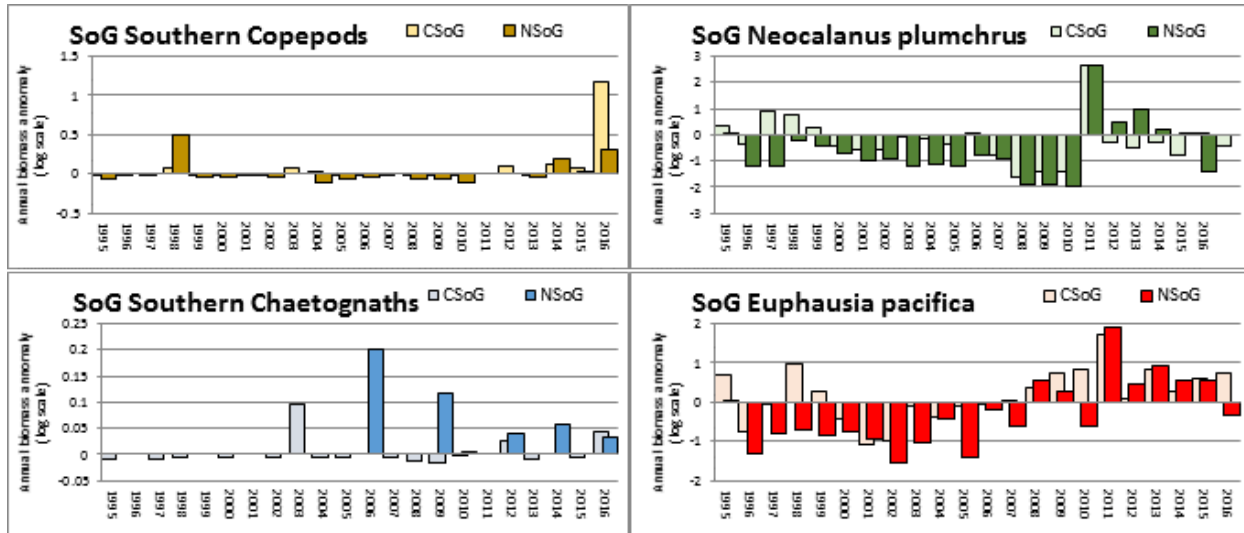 SoG Southern Copepods
CSoG NSoG
Annual biomass annomaly
(log scale)
1.5
1
0.5
0
-0.5
1995 1996 1997 1998 1999 2000 2001 2002 2003 2004 2005 2006 2007 2008 2009 2010 2011 2012 2013 2014 2015 2016
SoG Neocalanus plumchrus
CSoG NSoG
Annual biomass annomaly
(log scale)
3
2
1
0
-1
-2
-3
1995 1996 1997 1998 1999 2000 2001 2002 2003 2004 2005 2006 2007 2008 2009 2010 2011 2012 2013 2014 2015 2016
SoG Southern Chaetognaths
CSoG NSoG
Annual biomass annomaly
(log scale)
0.25
0.2
0.15
0.1
0.05
0
-0.05
1995 1996 1997 1998 1999 2000 2001 2002 2003 2004 2005 2006 2007 2008 2009 2010 2011 2012 2013 2014 2015 2016
SoG Euphausia pacifica
CSoG NSoG
Annual biomass annomaly
(log scale)
2
1
0
-1
-2
1995 1996 1997 1998 1999 2000 2001 2002 2003 2004 2005 2006 2007 2008 2009 2010 2011 2012 2013 2014 2015 2016